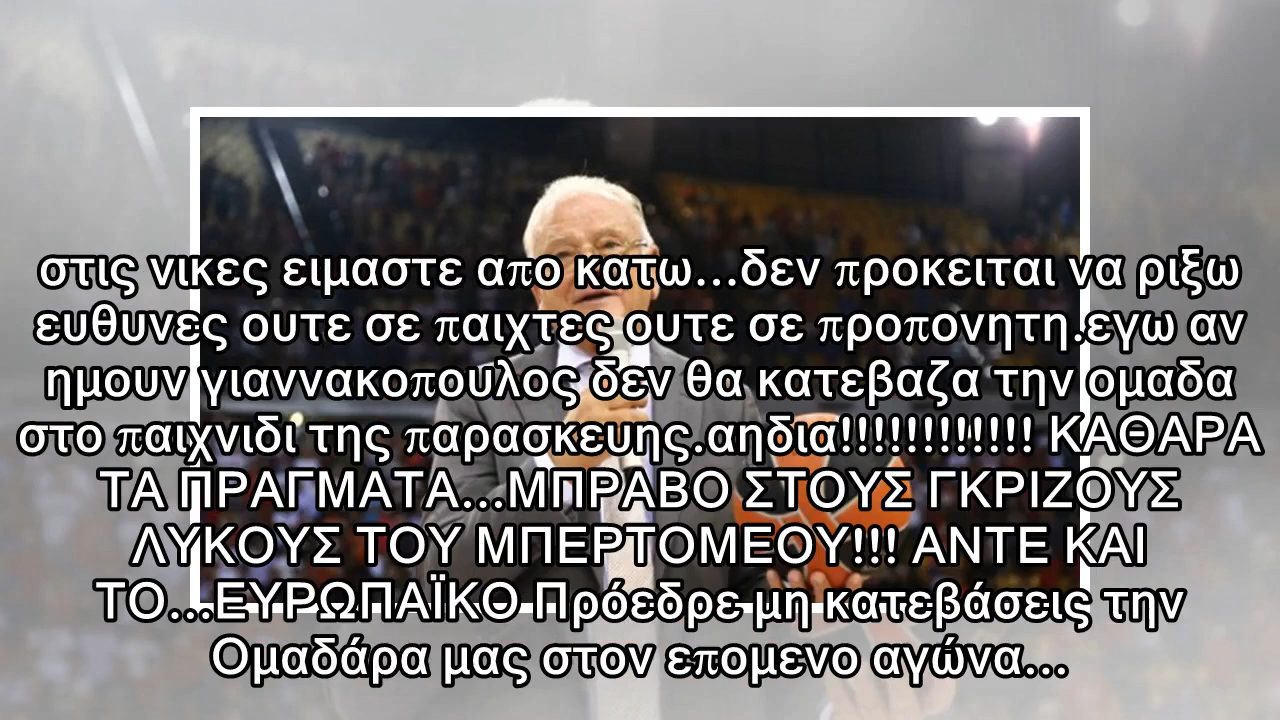 στις νικες ειμαστε απο κατω...δεν προκειται να ριξω
ευθυνες ουτε σε παιχτες ουτε σε προπονητη.εγω αν
ημουν γιαννακοπουλος δεν θα κατεβαζα την ομαδα
στο παιχνιδι της παρασκευης.αηδια!!!!!!!!!!!!! ΚΑΘΑΡΑ
ΤΑ ΠΡΑΓΜΑΤΑ...ΜΠΡΑΒΟ ΣΤΟΥΣ ΓΚΡΙΖΟΥΣ
ΛΥΚΟΥΣ ΤΟΥ ΜΠΕΡΤΟΜΕΟΥ!!! ΑΝΤΕ ΚΑΙ
ΤΟ...ΕΥΡΩΠΑΪΚΟ Πρόεδρε μη κατεβάσεις την
Ομαδάρα μας στον επομενο αγώνα...